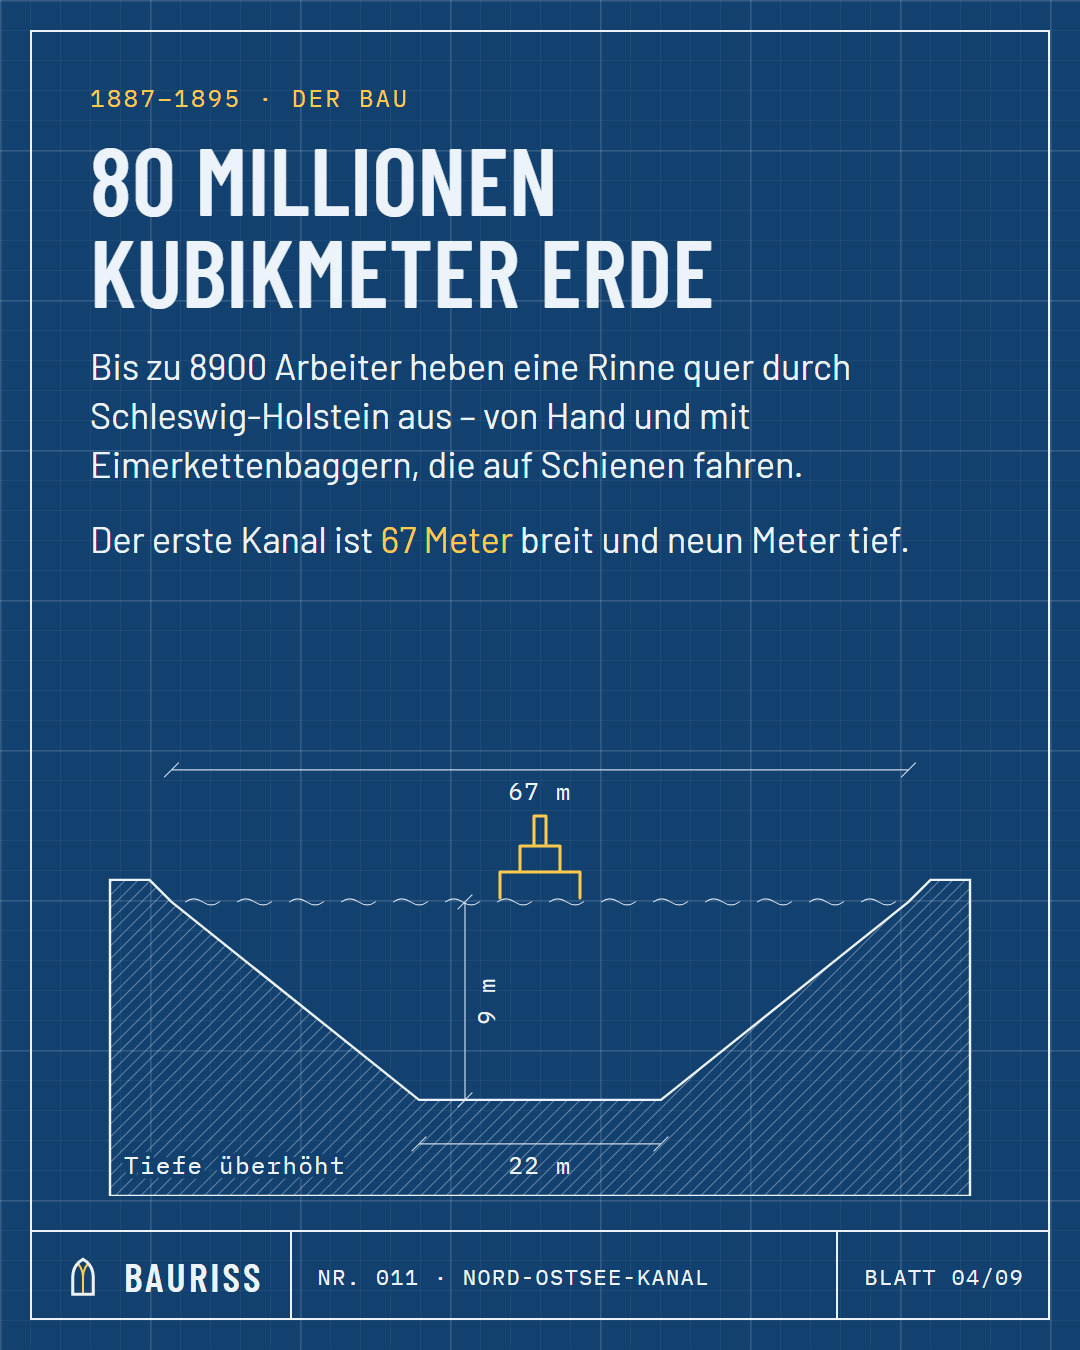 1887–1895 · DER BAU
80 MILLIONEN
KUBIKMETER ERDE
Bis zu 8900 Arbeiter heben eine Rinne quer durch
Schleswig-Holstein aus – von Hand und mit
Eimerkettenbaggern, die auf Schienen fahren.
Der erste Kanal ist 67 Meter breit und neun Meter tief.
67 m
9 m
22 m
Tiefe überhöht
BAURISS
NR. 011 · NORD-OSTSEE-KANAL
BLATT 04/09